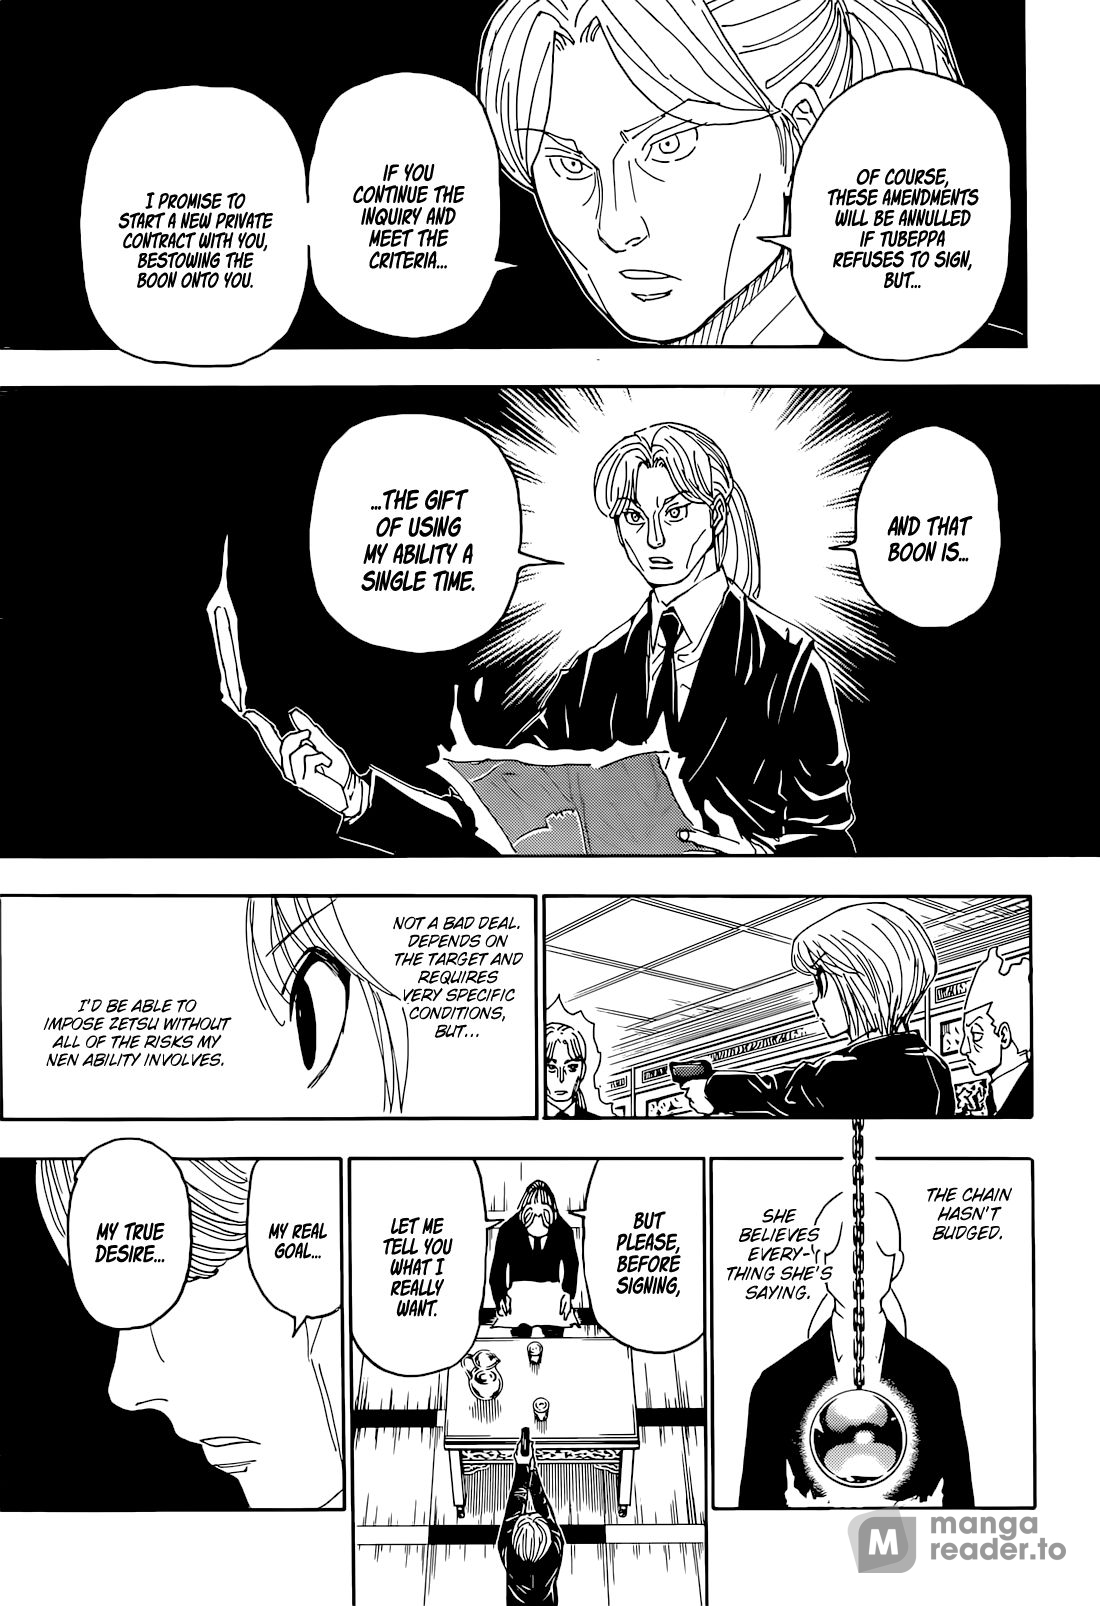 OF COURSE,
THESE AMENDMENTS
WILL BE ANNULLED
IF TUBEPPA
REFUSES TO SIGN,
BUT...
IF YOU
CONTINUE THE
INQUIRY AND
MEET THE
CRITERIA...
I PROMISE TO
START A NEW PRIVATE
CONTRACT WITH YOU,
BESTOWING THE
BOON ONTO YOU.
AND THAT
BOON IS...
...THE GIFT
OF USING
MY ABILITY A
SINGLE TIME.
NOT A BAD DEAL.
DEPENDS ON
THE TARGET AND
REQUIRES
VERY SPECIFIC
CONDITIONS,
BUT...
I'D BE ABLE TO
IMPOSE ZETSU WITHOUT
ALL OF THE RISKS MY
NEN ABILITY INVOLVES.
THE CHAIN
HASN'T
BUDGED.
SHE
BELIEVES
EVERY-
THING SHE'S
SAYING.
BUT
PLEASE,
BEFORE
SIGNING,
LET ME
TELL YOU
WHAT I
REALLY
WANT.
MY REAL
GOAL...
MY TRUE
DESIRE...
manga
reader.to